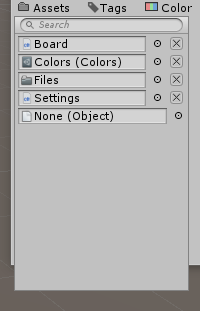 Assets Tags Color
Search
Board
Colors (Colors)
Files
Settings
None (Object)